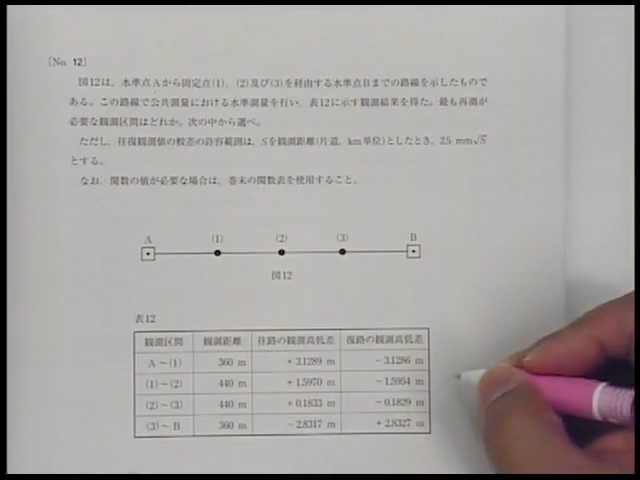 [No. 12]
図12は、水準点Aから固定点(1)、(2)及び(3)を経由する水準点Bまでの路線を示したもので
ある。この路線で公共測量における水準測量を行い、表12に示す観測結果を得た。最も再測が
必要な観測区間はどれか。次の中から選べ。
ただし、往復観測値の較差の許容範囲は、Sを観測距離(片道、km単位)としたとき、2.5 mm√S
とする。
なお、関数の値が必要な場合は、巻末の関数表を使用すること。
A (1) (2) (3) B
図12
表12
観測区間 観測距離 往路の観測高低差 復路の観測高低差
A～(1) 360 m +3.1289 m −3.1286 m
(1)～(2) 440 m +1.5970 m −1.5954 m
(2)～(3) 440 m +0.1833 m −0.1829 m
(3)～B 360 m −2.8317 m +2.8327 m